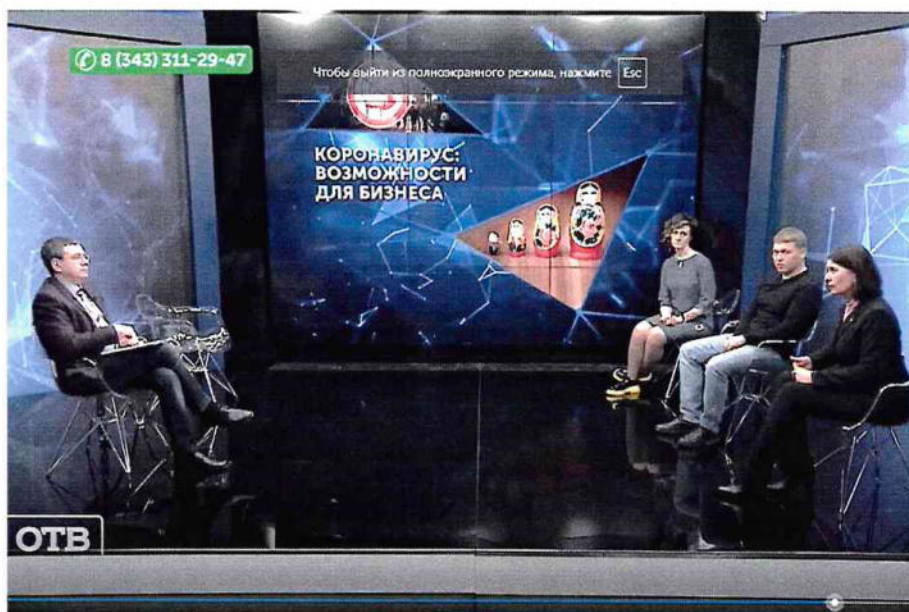 8 (343) 311-29-47
Чтобы выйти из полноэкранного режима, нажмите Esc
КОРОНАВИРУС:
ВОЗМОЖНОСТИ
ДЛЯ БИЗНЕСА
ОТВ